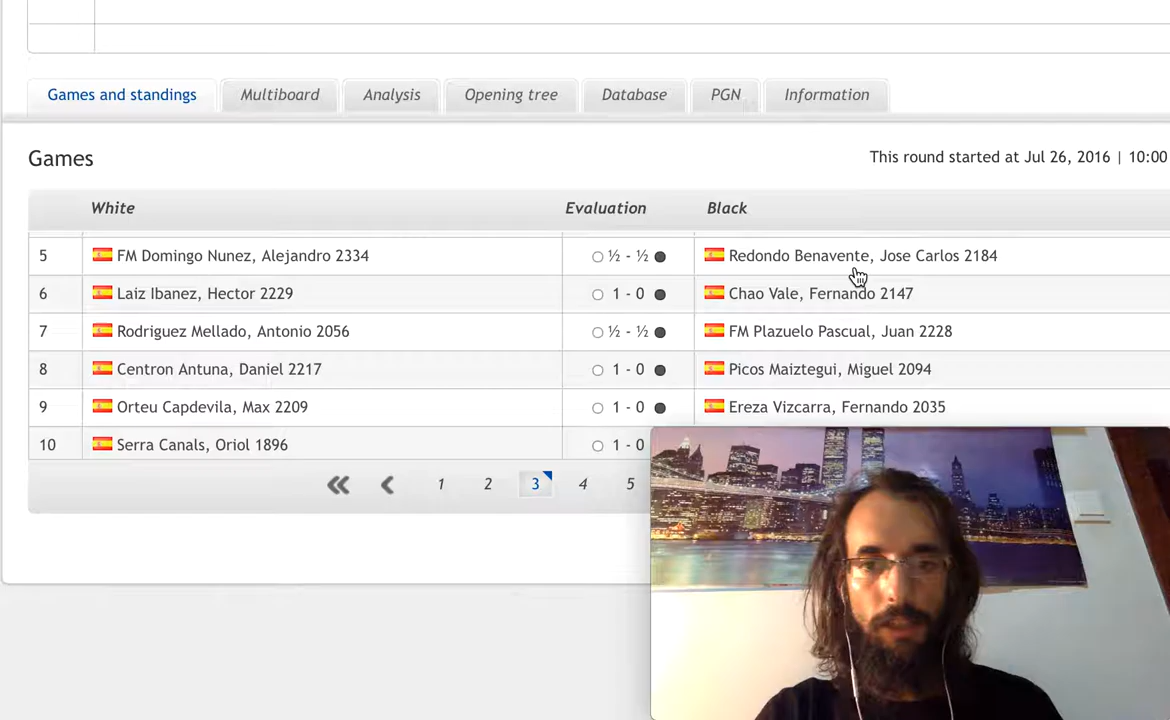 Games and standings Multiboard Analysis Opening tree Database PGN Information
Games This round started at Jul 26, 2016 | 10:00
White Evaluation Black
5 FM Domingo Nunez, Alejandro 2334 ½ - ½ Redondo Benavente, Jose Carlos 2184
6 Laiz Ibanez, Hector 2229 1 - 0 Chao Vale, Fernando 2147
7 Rodriguez Mellado, Antonio 2056 ½ - ½ FM Plazuelo Pascual, Juan 2228
8 Centron Antuna, Daniel 2217 1 - 0 Picos Maiztegui, Miguel 2094
9 Orteu Capdevila, Max 2209 1 - 0 Ereza Vizcarra, Fernando 2035
10 Serra Canals, Oriol 1896 1 - 0
1 2 3 4 5